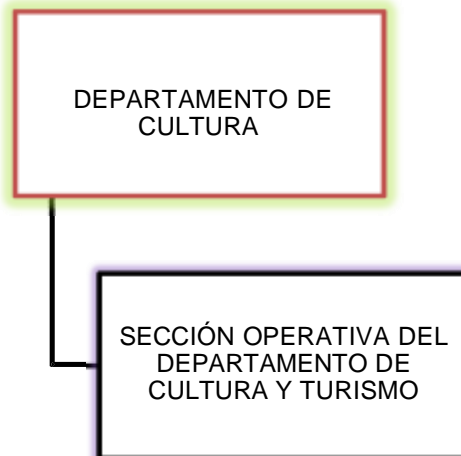 DEPARTAMENTO DE
CULTURA
SECCIÓN OPERATIVA DEL
DEPARTAMENTO DE
CULTURA Y TURISMO